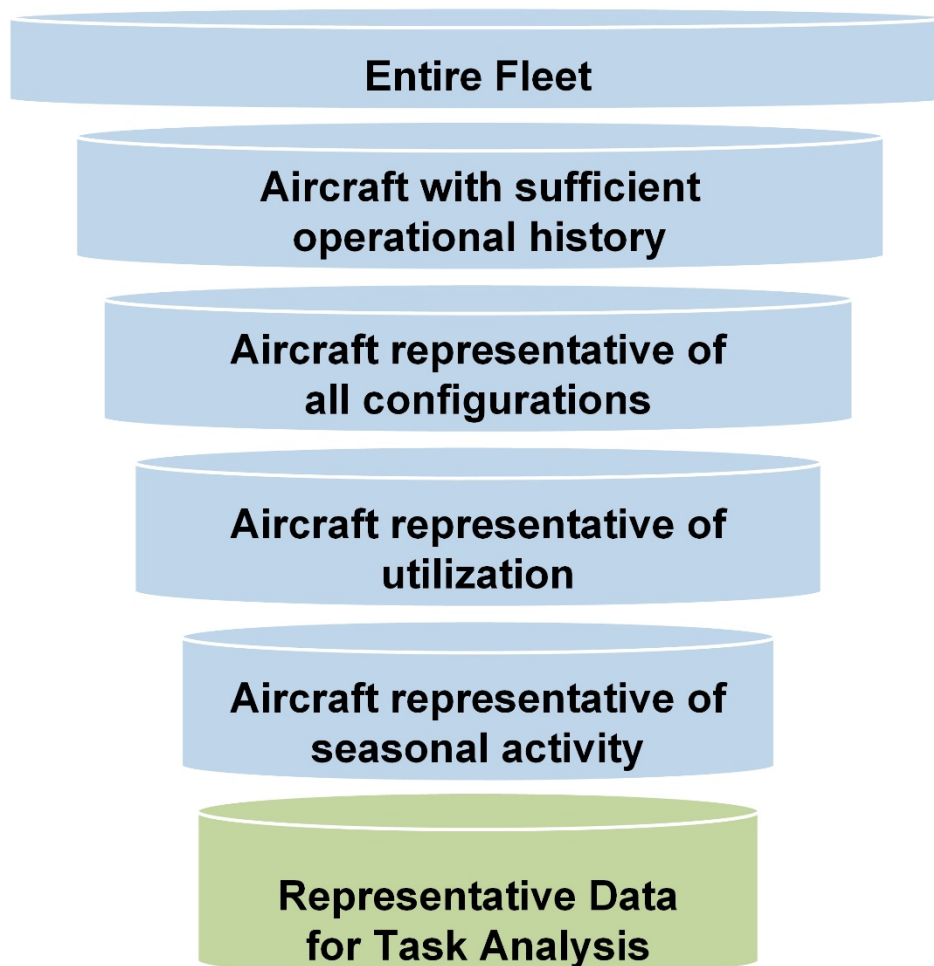 Entire Fleet
Aircraft with sufficient
operational history
Aircraft representative of
all configurations
Aircraft representative of
utilization
Aircraft representative of
seasonal activity
Representative Data
for Task Analysis